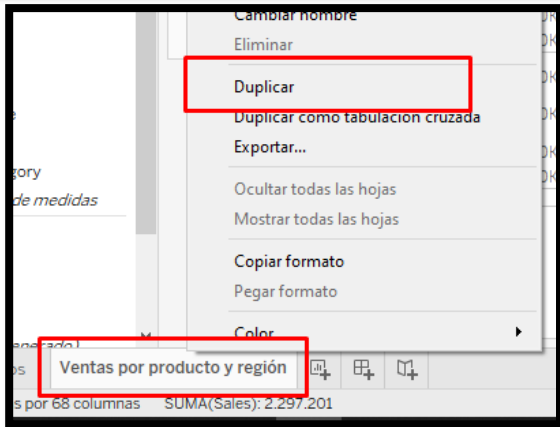 Cambiar nombre
Eliminar
Duplicar
Duplicar como tabulación cruzada
Exportar...
gory
de medidas
Ocultar todas las hojas
Mostrar todas las hojas
Copiar formato
Pegar formato
Color
Ventas por producto y región
s por 68 columnas SUMA(Sales): 2.297.201